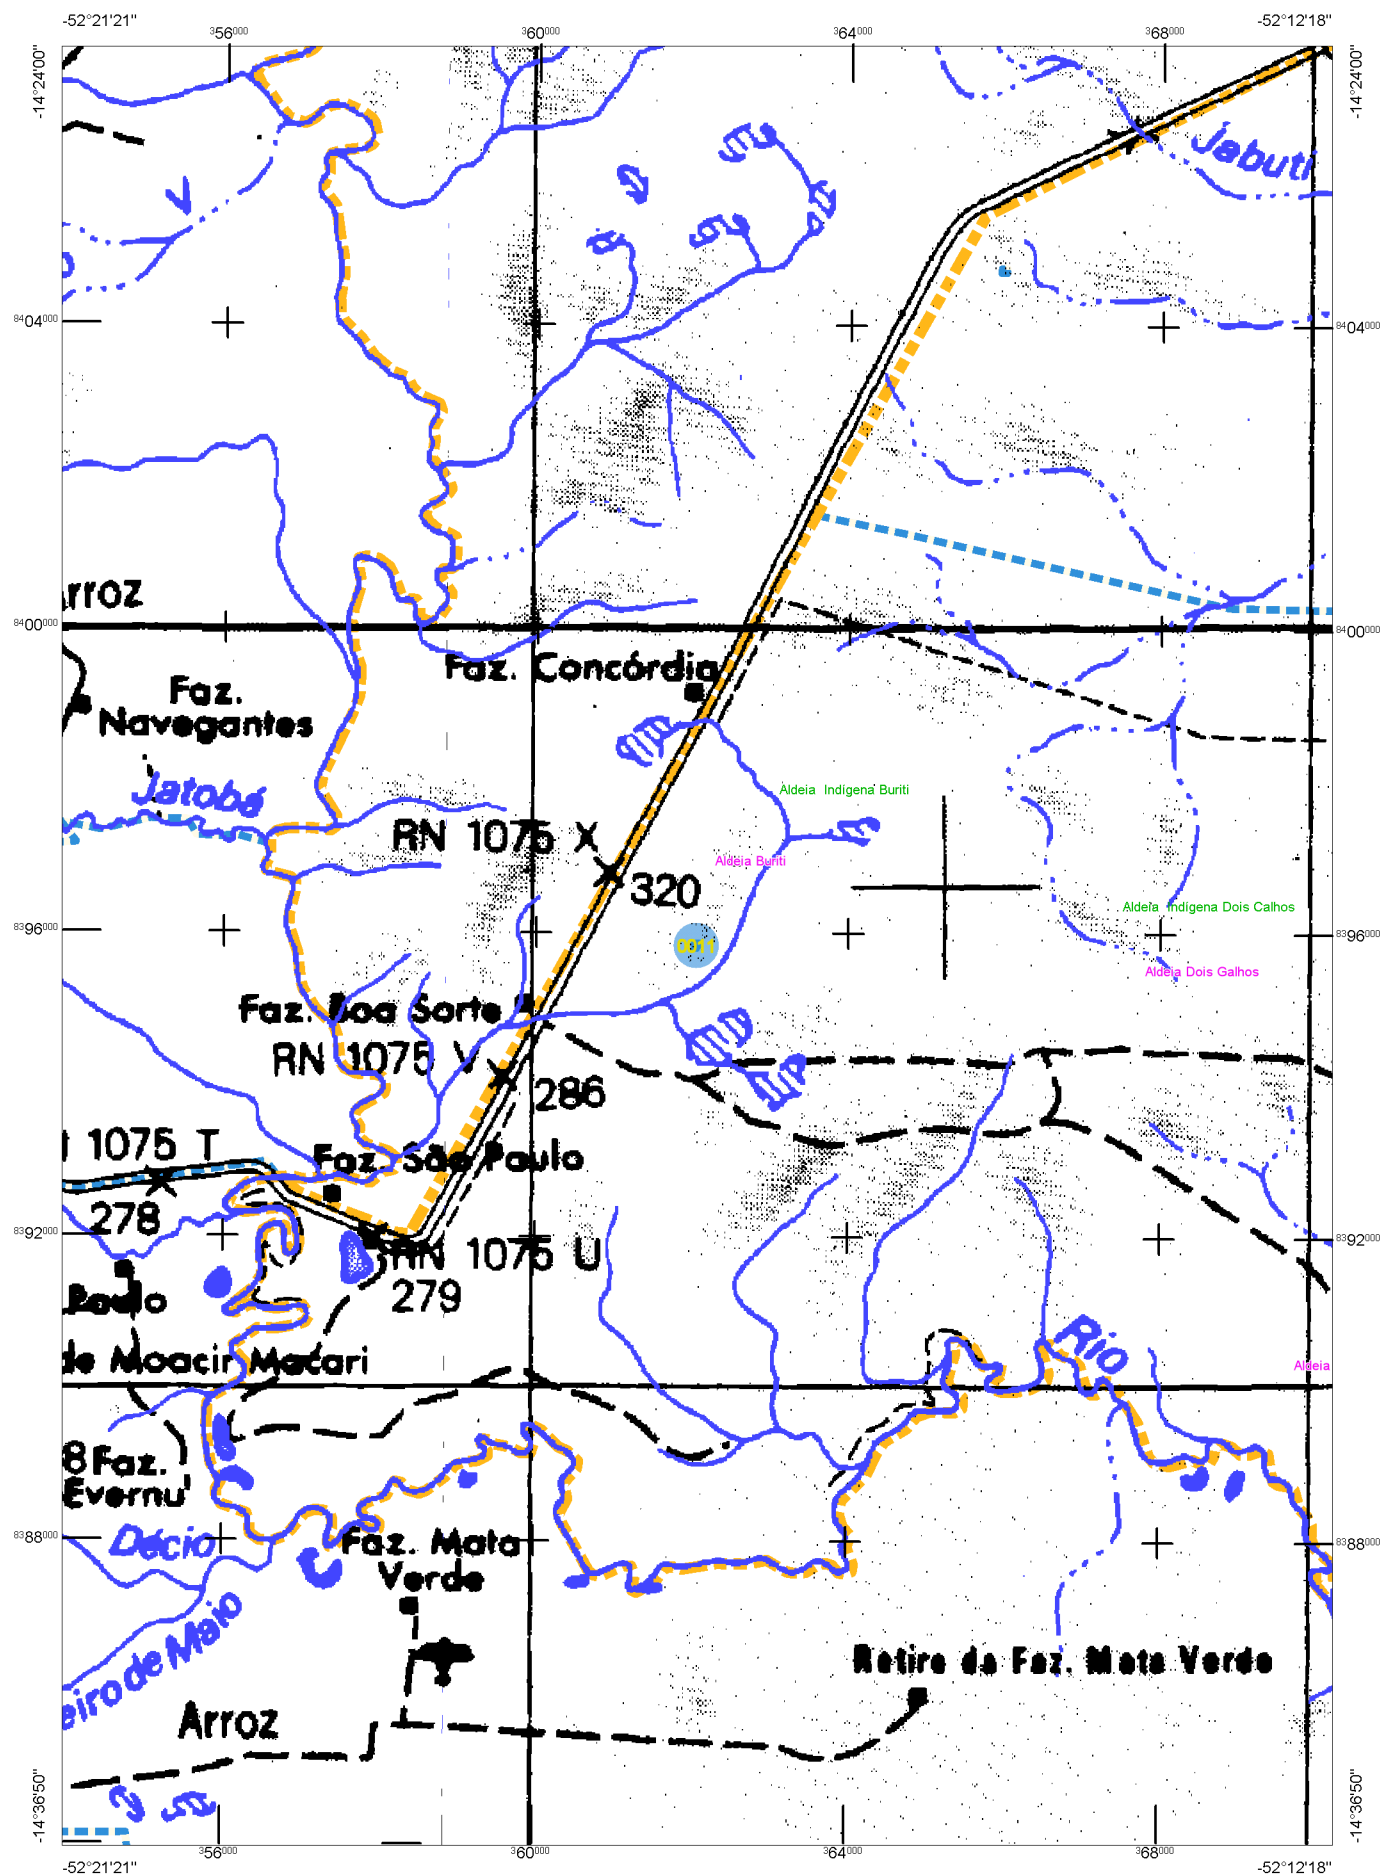 -52°21'21" -52°12'18"
356000 360000 364000 368000
-14°24'00" -14°24'00"
Jabuti
8404000 8404000
rroz
8400000 8400000
Faz. Concórdia
Faz.
Navegantes
Jatobá
Aldeia Indígena Buriti
RN 1075 X
Aldeia Buriti
320
Aldeia Indígena Dois Calhos
8396000 0011 8396000
Aldeia Dois Galhos
Faz. Boa Sorte
RN 1075 V
286
1075 T
Faz. São Paulo
278
8392000 8392000
RN 1075 U
279
Paulo
Rio
de Moacir Macari
Aldeia
8 Faz.
Evernu
8388000 8388000
Décio
Faz. Mata
Verde
eiro de Maio
Retiro da Faz. Mata Verde
Arroz
-14°36'50" -14°36'50"
356000 360000 364000 368000
-52°21'21" -52°12'18"